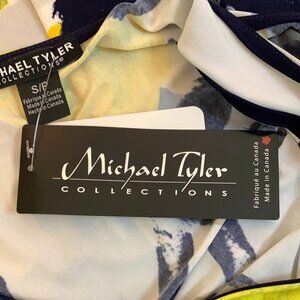 HAEL TYLER
COLLECTIONS®
S/P
Fabriqué au Canada
Made in Canada
Hecho en Canada
Michael Tyler
COLLECTIONS
Fabriqué au Canada
Made in Canada